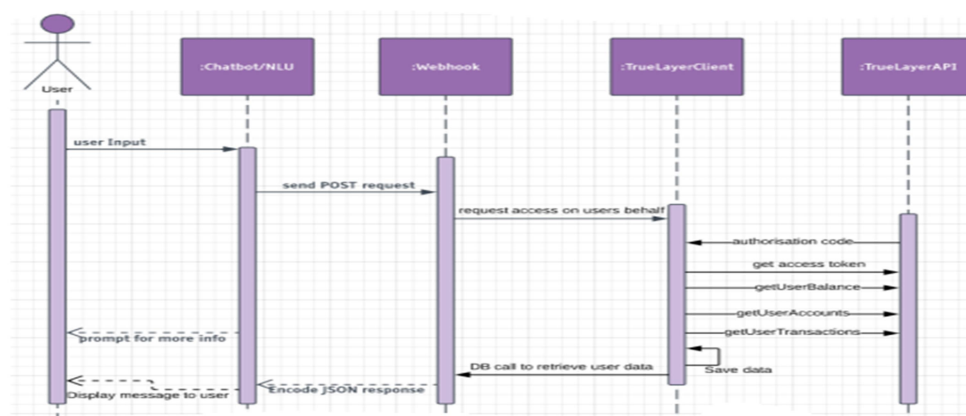 :Chatbot/NLU
:Webhook
:TrueLayerClient
:TrueLayerAPI
User
user Input
send POST request
request access on users behalf
authorisation code
get access token
getUserBalance
getUserAccounts
getUserTransactions
prompt for more info
DB call to retrieve user data
Save data
Encode JSON response
Display message to user